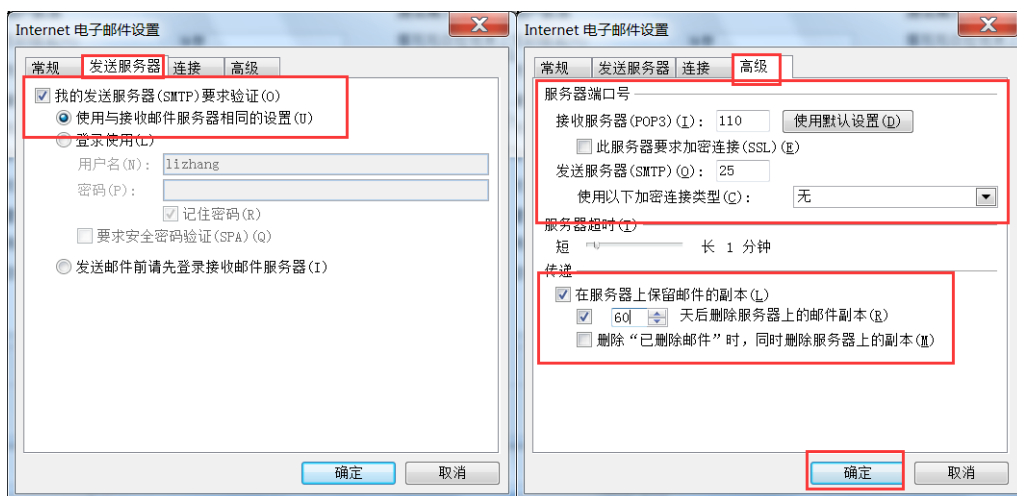 Internet 电子邮件设置
常规 发送服务器 连接 高级
我的发送服务器(SMTP)要求验证(O)
使用与接收邮件服务器相同的设置(U)
登录使用(L)
用户名(N): lizhang
密码(P):
记住密码(R)
要求安全密码验证(SPA)(Q)
发送邮件前请先登录接收邮件服务器(I)
确定 取消
Internet 电子邮件设置
常规 发送服务器 连接 高级
服务器端口号
接收服务器(POP3)(I): 110 使用默认设置(D)
此服务器要求加密连接(SSL)(E)
发送服务器(SMTP)(O): 25
使用以下加密连接类型(C): 无
服务器超时(T)
短 长 1 分钟
传递
在服务器上保留邮件的副本(L)
60 天后删除服务器上的邮件副本(R)
删除“已删除邮件”时，同时删除服务器上的副本(M)
确定 取消